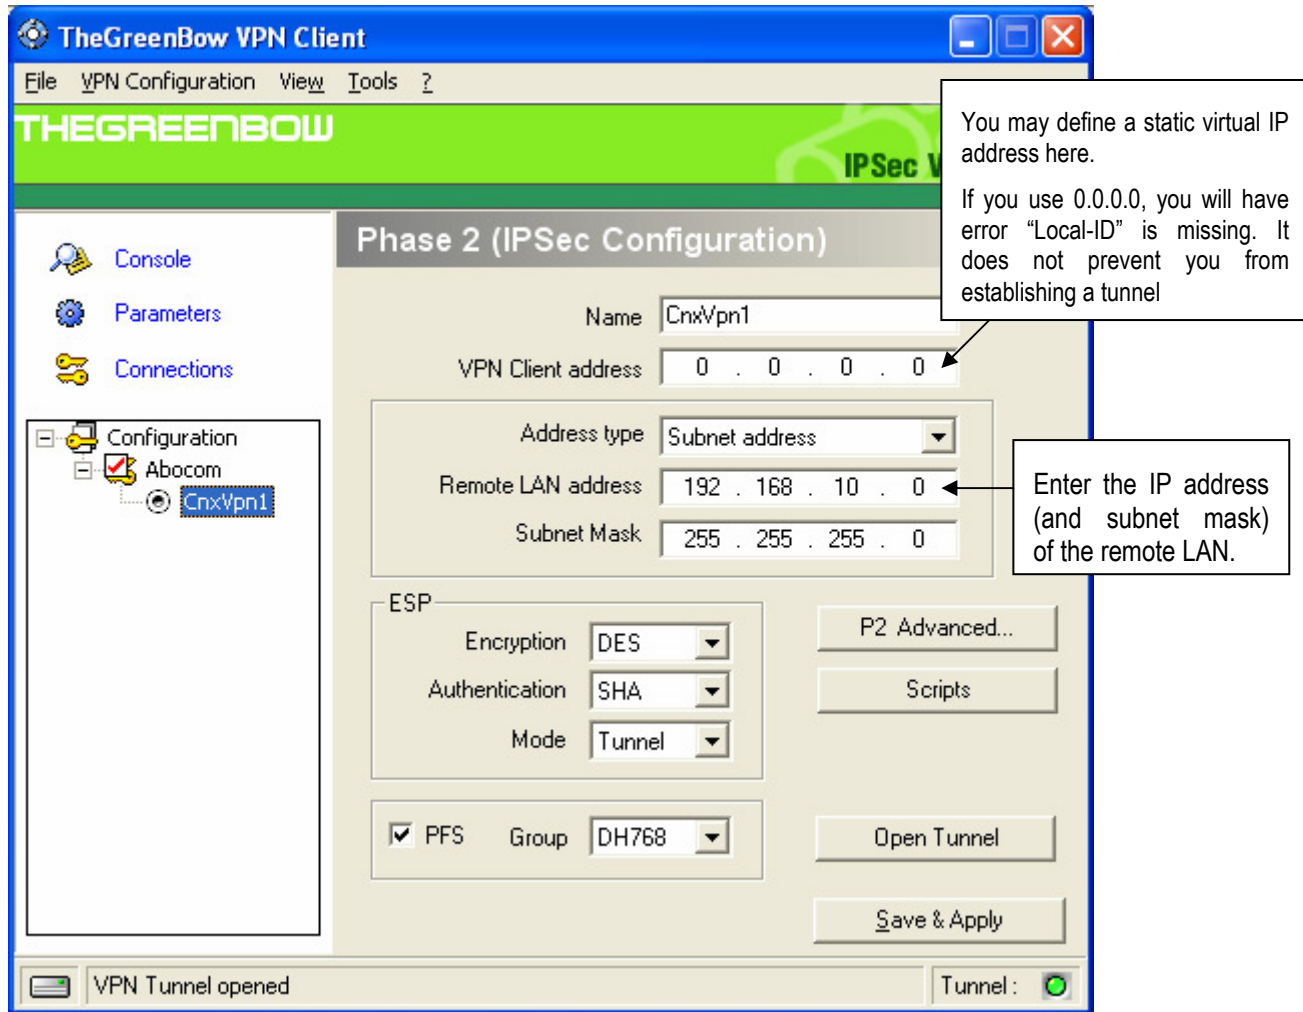 TheGreenBow VPN Client
File VPN Configuration View Tools ?
THEGREENBOW
IPSec V
You may define a static virtual IP
address here.
If you use 0.0.0.0, you will have
error “Local-ID” is missing. It
does not prevent you from
establishing a tunnel
Console
Parameters
Connections
Configuration
Abocom
CnxVpn1
Phase 2 (IPSec Configuration)
Name CnxVpn1
VPN Client address 0 . 0 . 0 . 0
Address type Subnet address
Remote LAN address 192 . 168 . 10 . 0
Subnet Mask 255 . 255 . 255 . 0
Enter the IP address
(and subnet mask)
of the remote LAN.
ESP
Encryption DES
Authentication SHA
Mode Tunnel
P2 Advanced...
Scripts
PFS Group DH768
Open Tunnel
Save & Apply
VPN Tunnel opened
Tunnel :